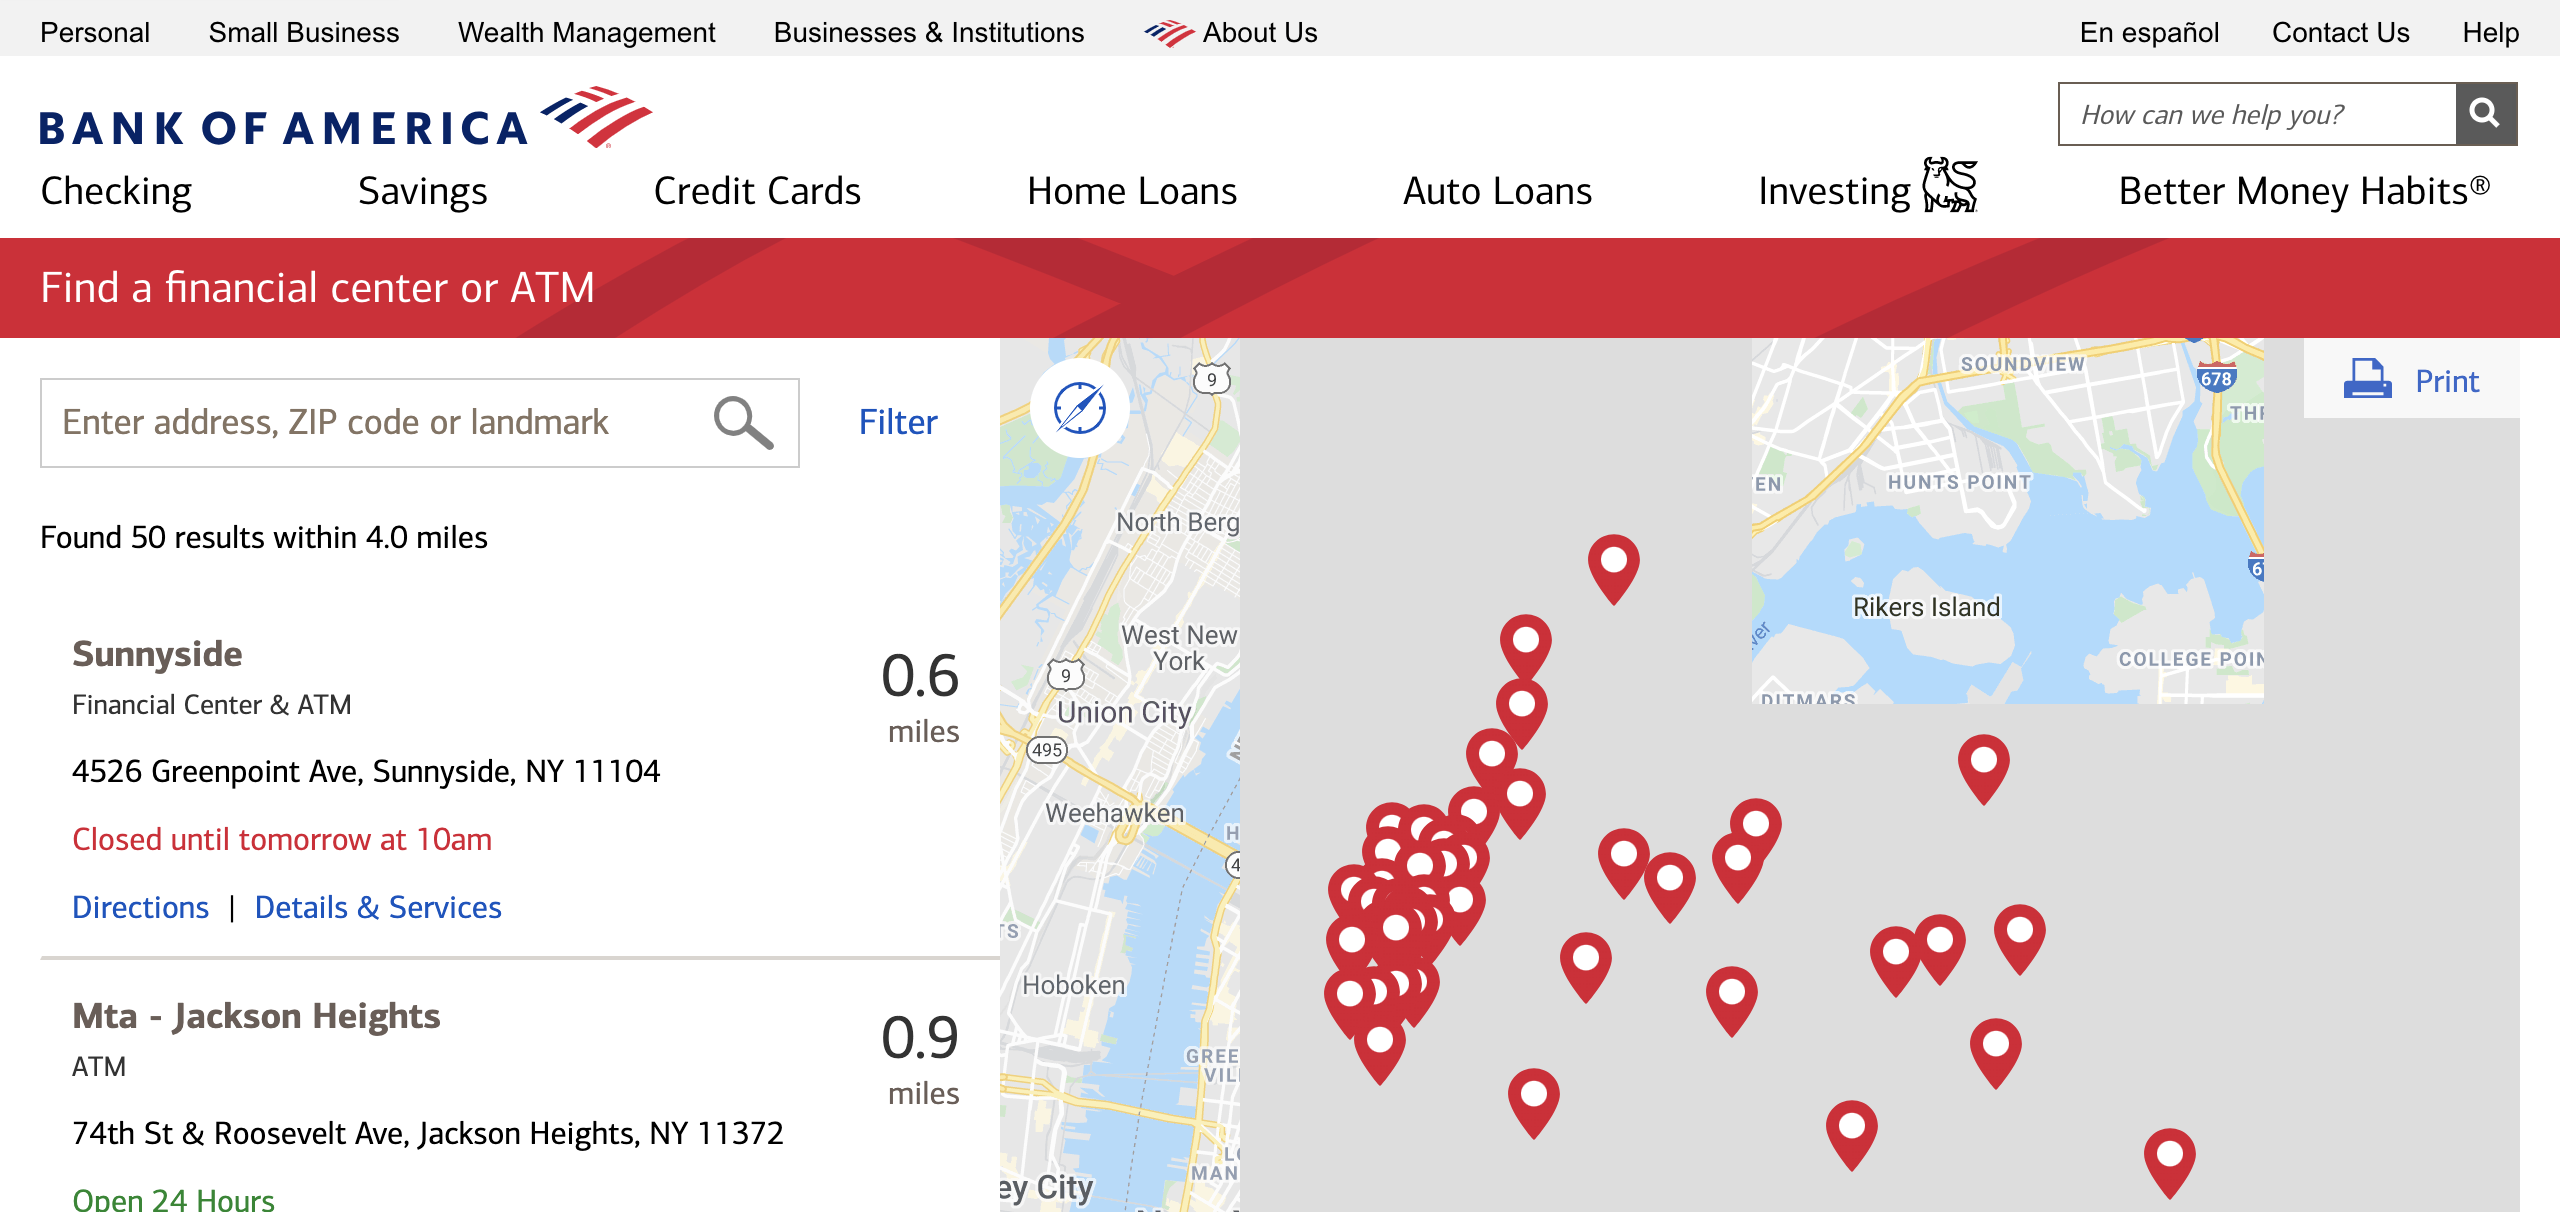 Personal Small Business Wealth Management Businesses & Institutions About Us En español Contact Us Help
BANK OF AMERICA
How can we help you?
Checking Savings Credit Cards Home Loans Auto Loans Investing Better Money Habits®
Find a financial center or ATM
Enter address, ZIP code or landmark
Filter
Found 50 results within 4.0 miles
Sunnyside
Financial Center & ATM
0.6
miles
4526 Greenpoint Ave, Sunnyside, NY 11104
Closed until tomorrow at 10am
Directions | Details & Services
Mta - Jackson Heights
ATM
0.9
miles
74th St & Roosevelt Ave, Jackson Heights, NY 11372
Open 24 Hours
9
North Berg
West New
York
9
Union City
495
Weehawken
Hoboken
GREE
VIL
MAN
ey City
SOUNDVIEW
678
HUNTS POINT
Rikers Island
COLLEGE POIN
DITMARS
Print